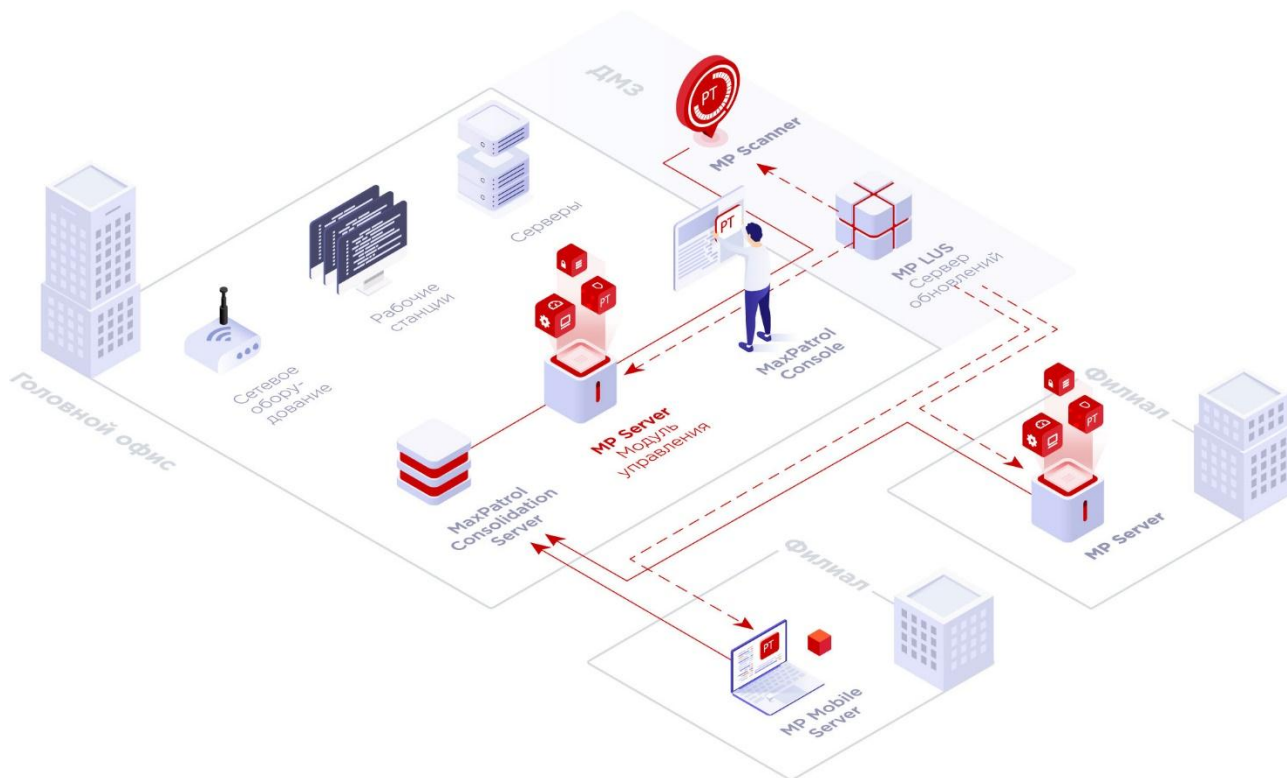 ДМЗ
PT
MP Scanner
Серверы
PT
MP LUS
Сервер
обновлений
Рабочие
станции
PT
MaxPatrol
Console
Сетевое
обору-
дование
Головной офис
MP Server
Модуль
управления
Филиал
PT
MP Server
MaxPatrol
Consolidation
Server
Филиал
PT
MP Mobile
Server